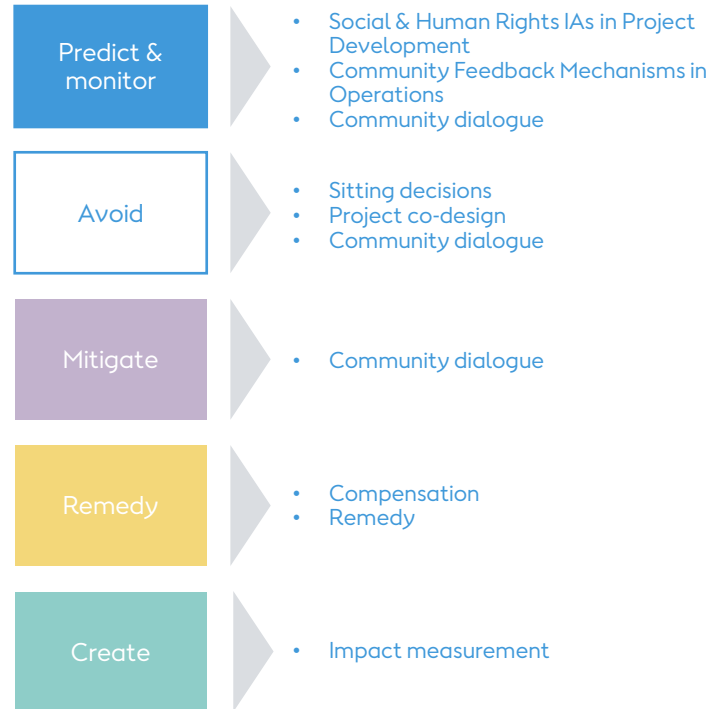 Predict &
monitor
• Social & Human Rights IAs in Project
Development
• Community Feedback Mechanisms in
Operations
• Community dialogue
Avoid
• Sitting decisions
• Project co-design
• Community dialogue
Mitigate
• Community dialogue
Remedy
• Compensation
• Remedy
Create
• Impact measurement